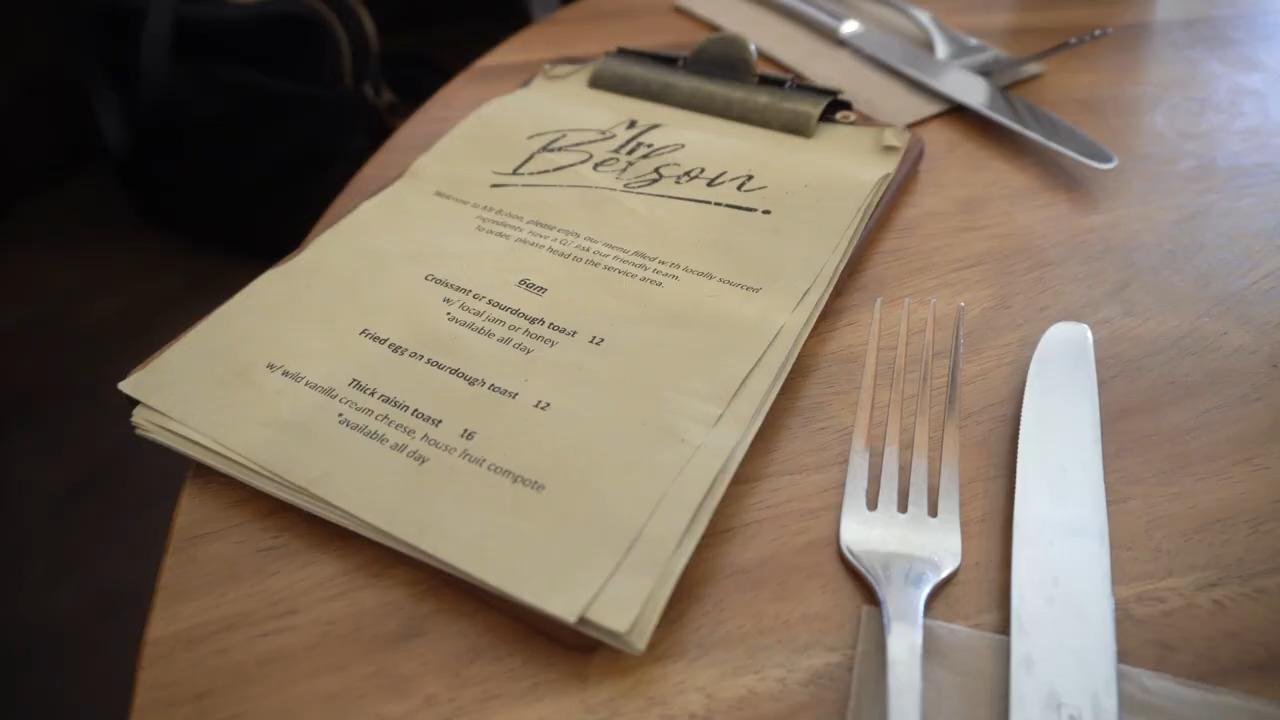 Mr
Belson
Welcome to Mr Belson, please enjoy our menu filled with locally sourced
ingredients. Have a Q? Ask our friendly team.
To order, please head to the service area.
6am
Croissant or sourdough toast 12
w/ local jam or honey
*available all day
Fried egg on sourdough toast 12
Thick raisin toast 16
w/ wild vanilla cream cheese, house fruit compote
*available all day